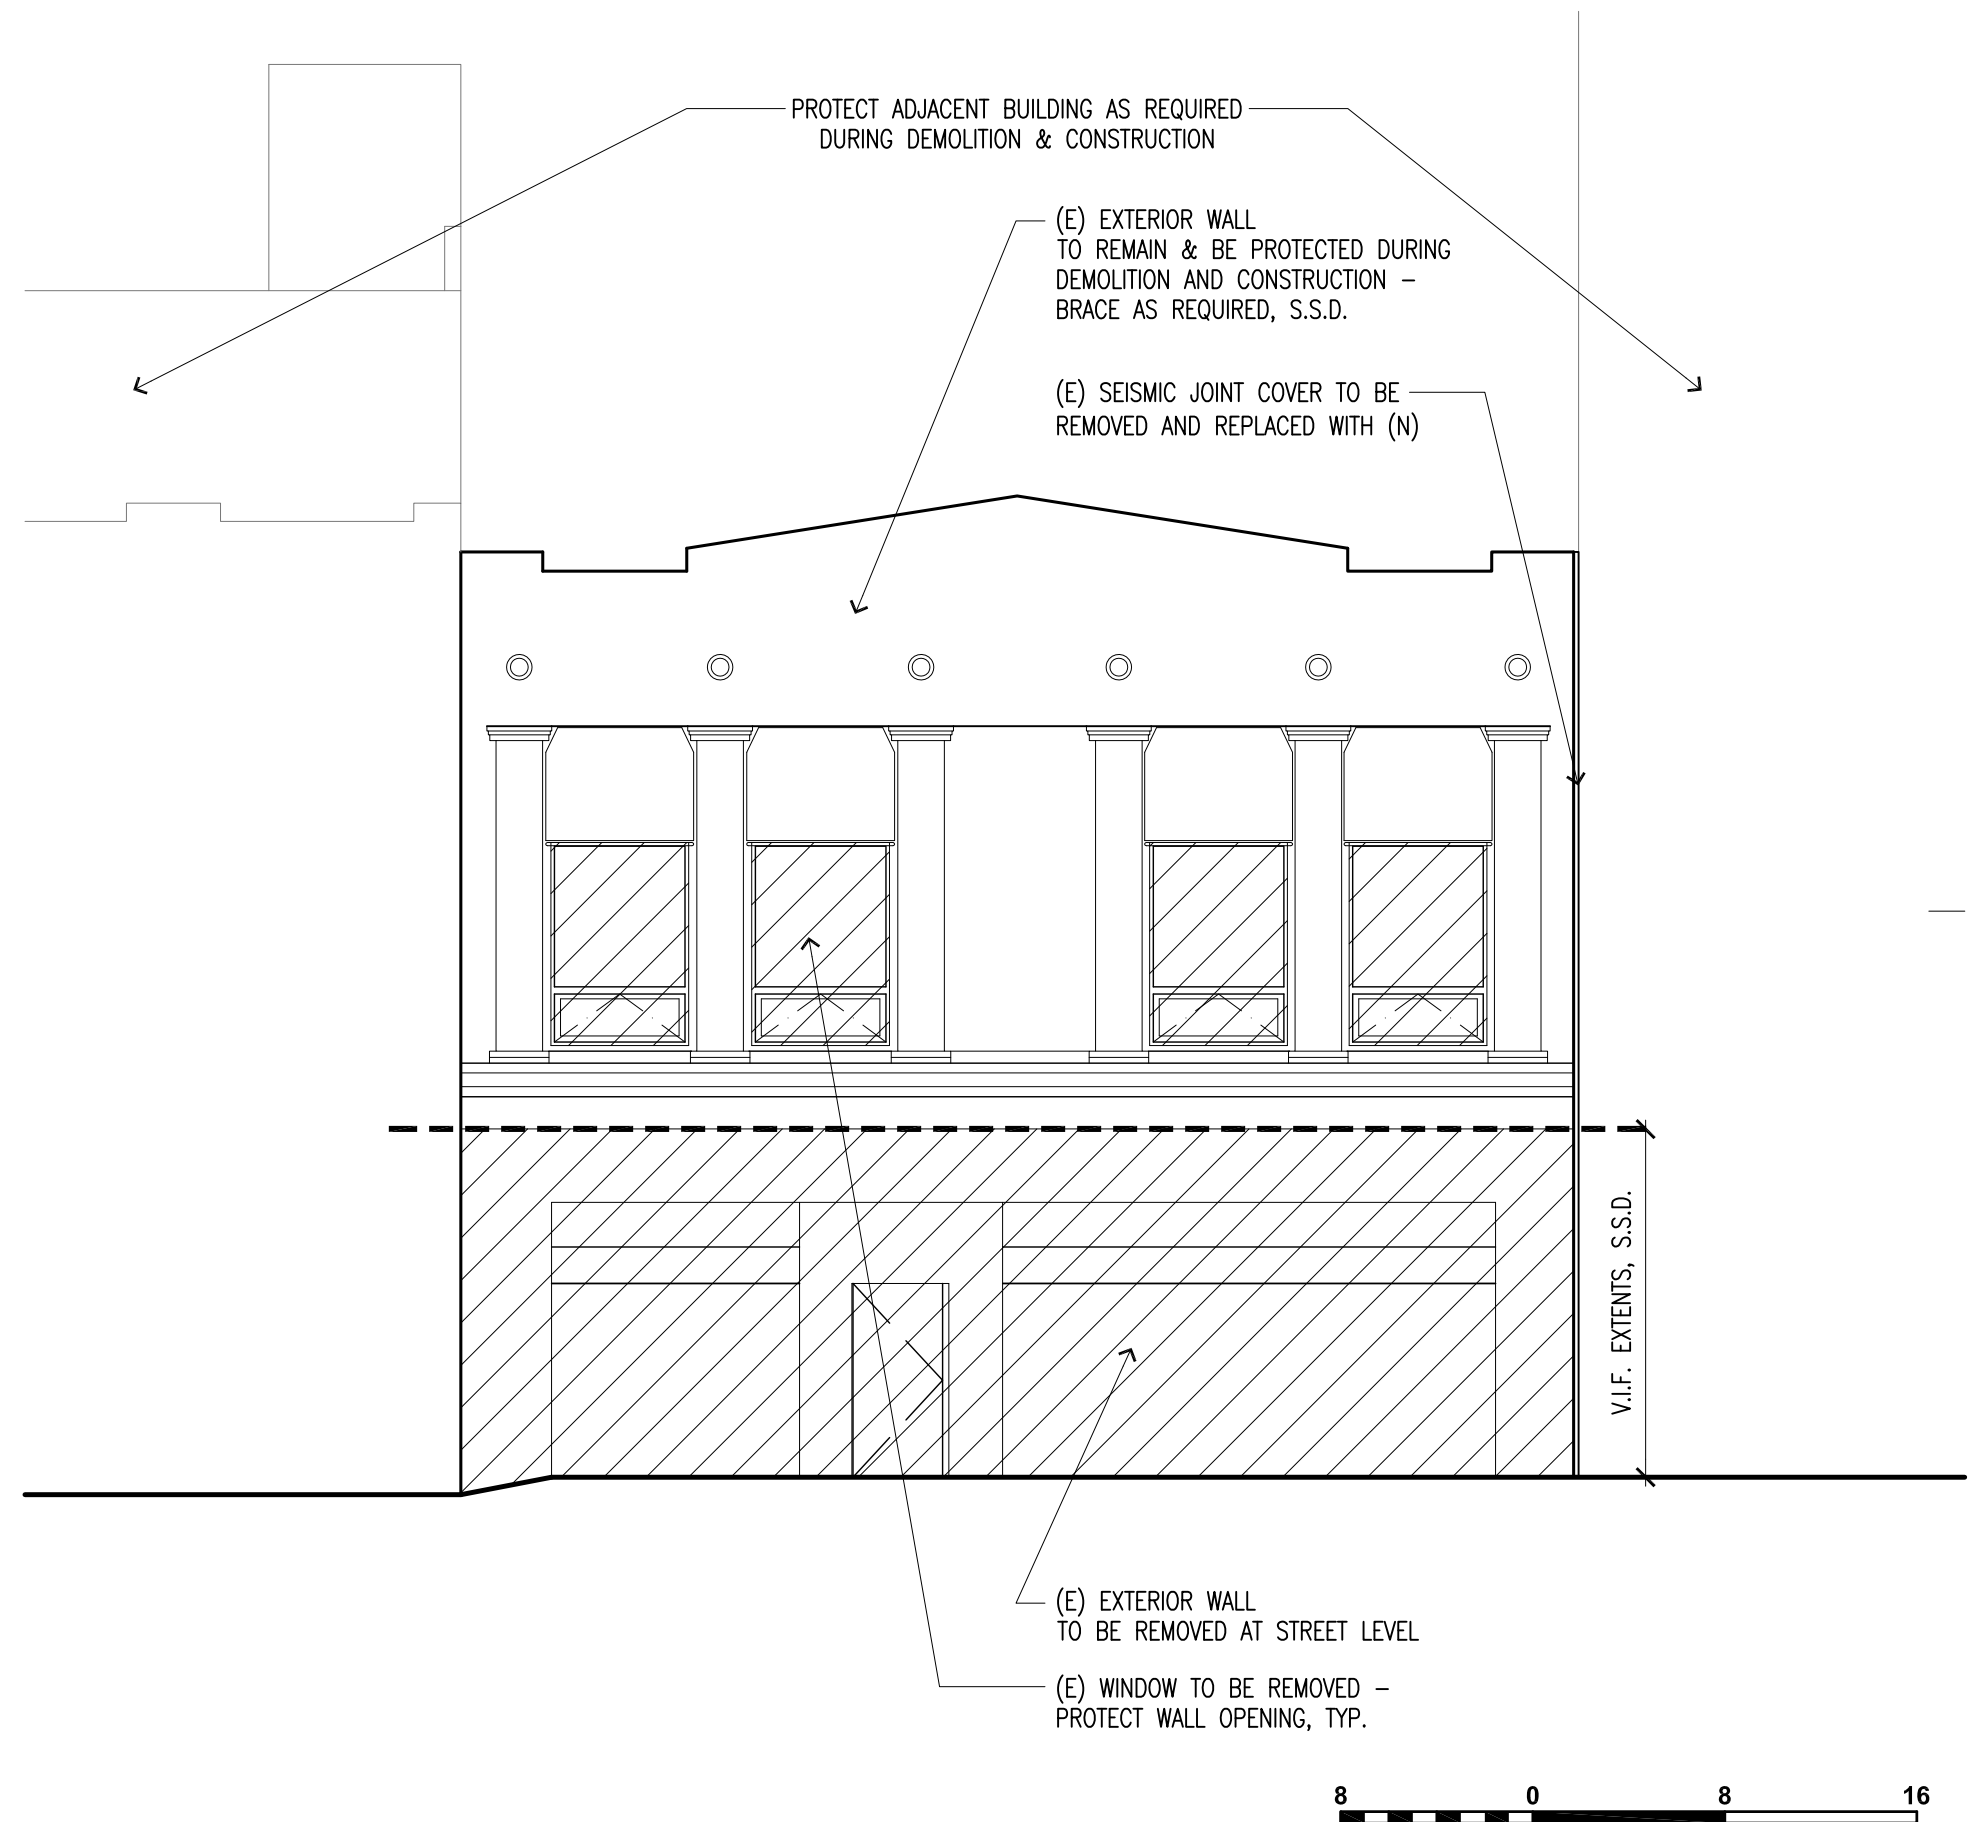 PROTECT ADJACENT BUILDING AS REQUIRED
DURING DEMOLITION & CONSTRUCTION
(E) EXTERIOR WALL
TO REMAIN & BE PROTECTED DURING
DEMOLITION AND CONSTRUCTION –
BRACE AS REQUIRED, S.S.D.
(E) SEISMIC JOINT COVER TO BE
REMOVED AND REPLACED WITH (N)
V.I.F. EXTENTS, S.S.D.
(E) EXTERIOR WALL
TO BE REMOVED AT STREET LEVEL
(E) WINDOW TO BE REMOVED –
PROTECT WALL OPENING, TYP.
8 0 8 16